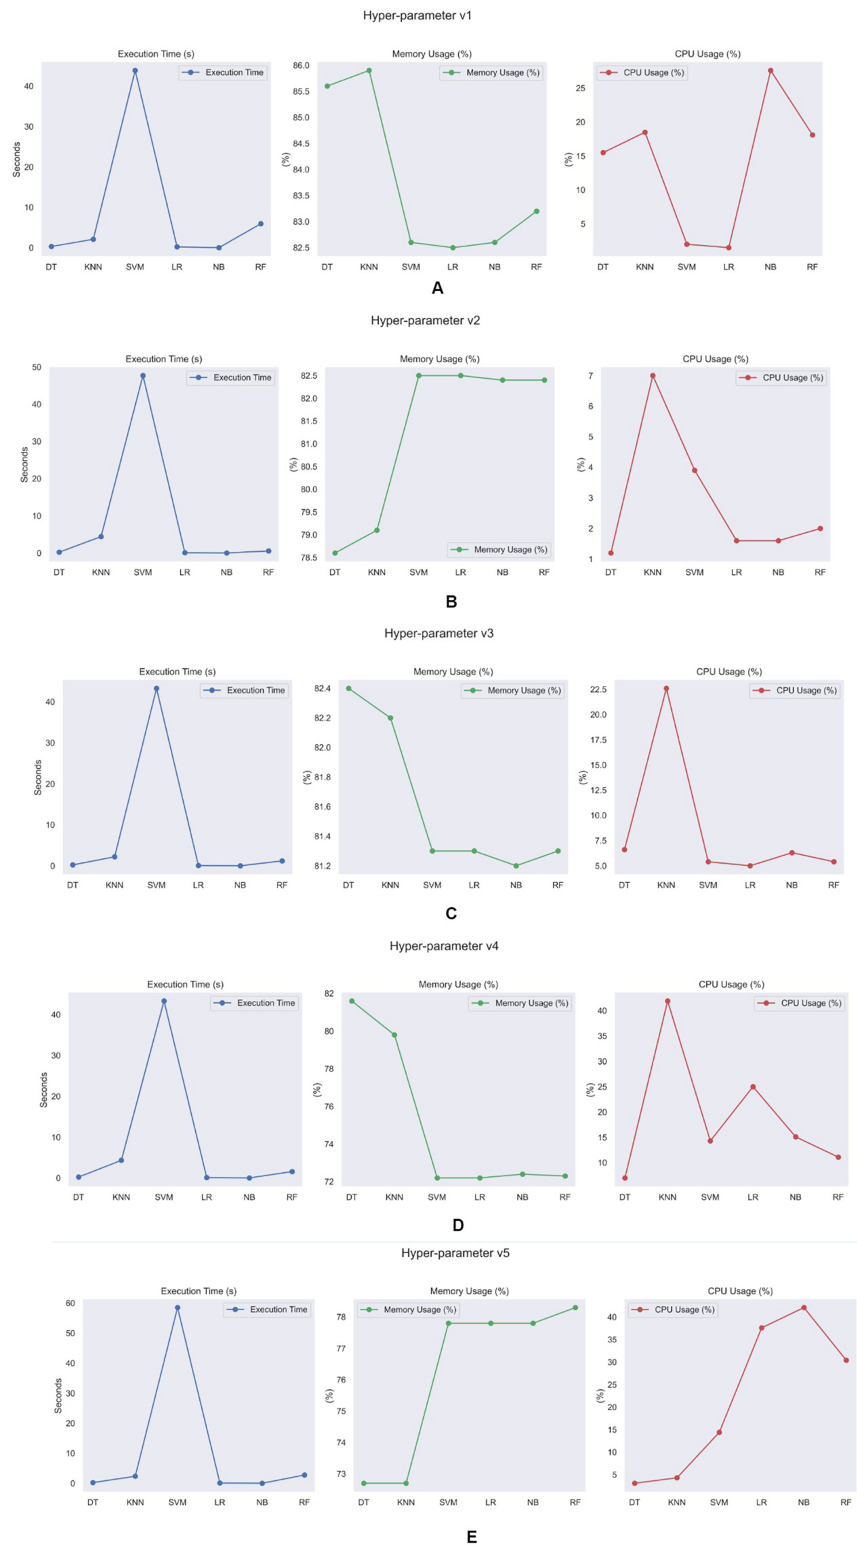 Hyper-parameter v1
Execution Time (s)
Execution Time
Seconds
40
30
20
10
0
DT KNN SVM LR NB RF
Memory Usage (%)
Memory Usage (%)
(%)
86.0
85.5
85.0
84.5
84.0
83.5
83.0
82.5
DT KNN SVM LR NB RF
CPU Usage (%)
CPU Usage (%)
(%)
25
20
15
10
5
DT KNN SVM LR NB RF
A
Hyper-parameter v2
Execution Time (s)
Execution Time
Seconds
50
40
30
20
10
0
DT KNN SVM LR NB RF
Memory Usage (%)
(%)
82.5
82.0
81.5
81.0
80.5
80.0
79.5
79.0
78.5
Memory Usage (%)
DT KNN SVM LR NB RF
CPU Usage (%)
CPU Usage (%)
(%)
7
6
5
4
3
2
1
DT KNN SVM LR NB RF
B
Hyper-parameter v3
Execution Time (s)
Execution Time
Seconds
40
30
20
10
0
DT KNN SVM LR NB RF
Memory Usage (%)
Memory Usage (%)
(%)
82.4
82.2
82.0
81.8
81.6
81.4
81.2
DT KNN SVM LR NB RF
CPU Usage (%)
CPU Usage (%)
(%)
22.5
20.0
17.5
15.0
12.5
10.0
7.5
5.0
DT KNN SVM LR NB RF
C
Hyper-parameter v4
Execution Time (s)
Execution Time
Seconds
40
30
20
10
0
DT KNN SVM LR NB RF
Memory Usage (%)
Memory Usage (%)
(%)
82
80
78
76
74
72
DT KNN SVM LR NB RF
CPU Usage (%)
CPU Usage (%)
(%)
40
35
30
25
20
15
10
DT KNN SVM LR NB RF
D
Hyper-parameter v5
Execution Time (s)
Execution Time
Seconds
60
50
40
30
20
10
0
DT KNN SVM LR NB RF
Memory Usage (%)
Memory Usage (%)
(%)
78
77
76
75
74
73
DT KNN SVM LR NB RF
CPU Usage (%)
CPU Usage (%)
(%)
40
35
30
25
20
15
10
5
DT KNN SVM LR NB RF
E